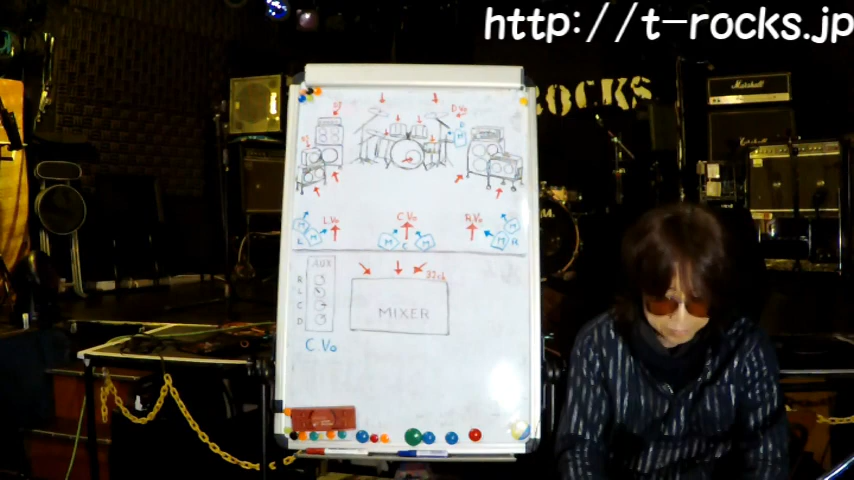 http://t-rocks.jp
ROCKS
Marshall
D.Vo
D
M
L.Vo
C.Vo
R.Vo
M
M
M
M
M
M
L
C
R
AUX
32ch
R
L
C
D
MIXER
C.Vo